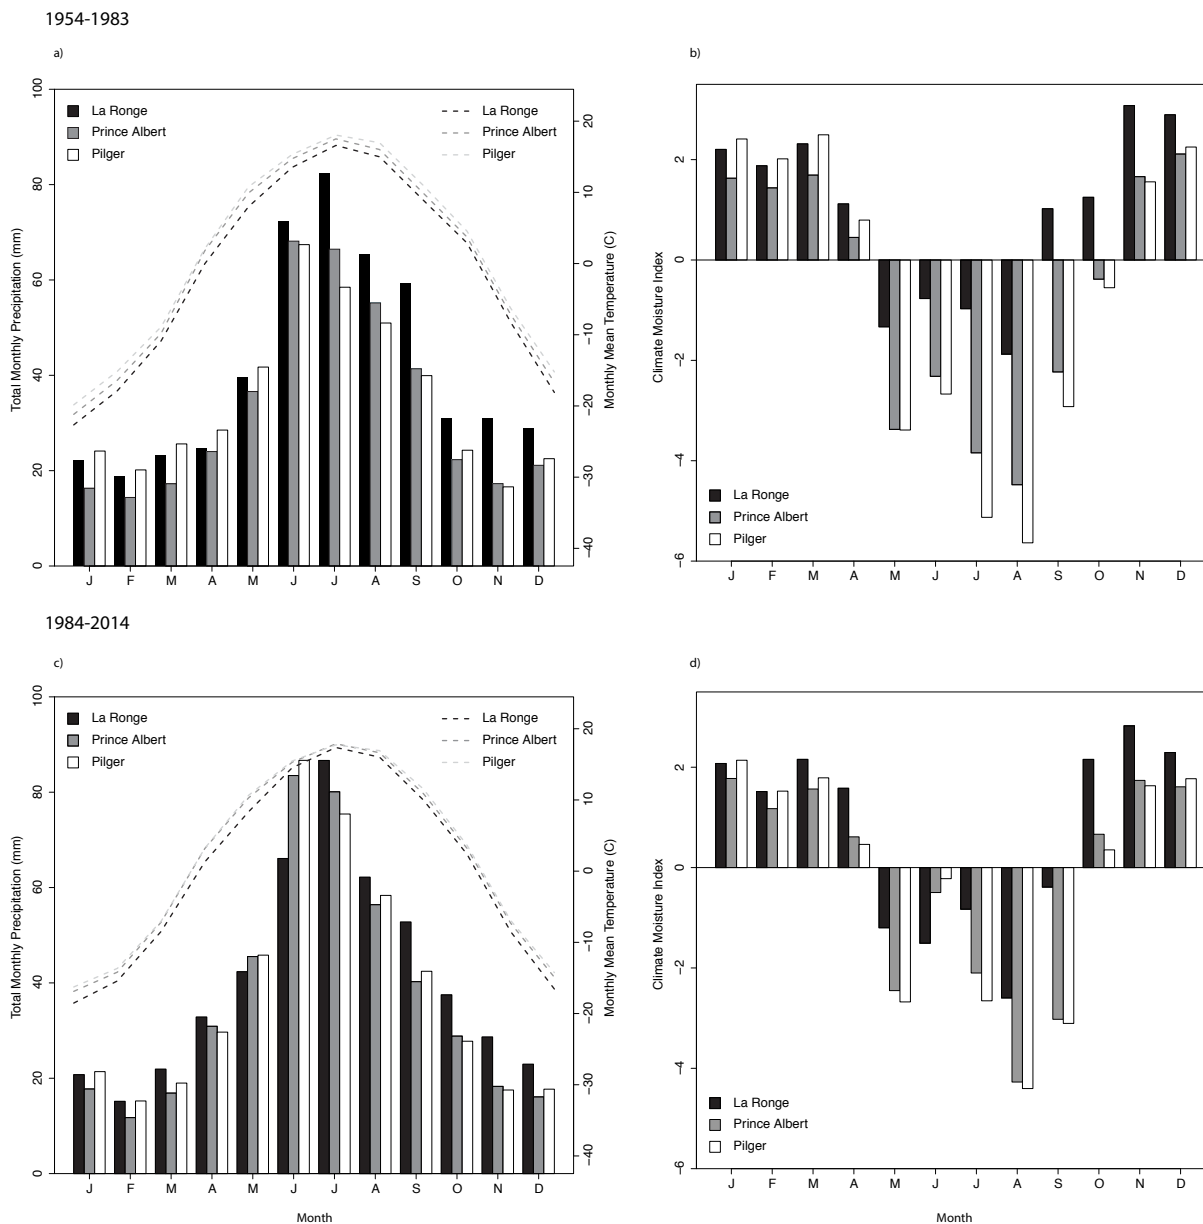 1954-1983
a)
La Ronge
Prince Albert
Pilger
La Ronge
Prince Albert
Pilger
Total Monthly Precipitation (mm)
0 20 40 60 80 100
Monthly Mean Temperature (C)
−40 −30 −20 −10 0 10 20
J F M A M J J A S O N D
b)
Climate Moisture Index
−6 −4 −2 0 2
La Ronge
Prince Albert
Pilger
J F M A M J J A S O N D
1984-2014
c)
La Ronge
Prince Albert
Pilger
La Ronge
Prince Albert
Pilger
Total Monthly Precipitation (mm)
0 20 40 60 80 100
Monthly Mean Temperature (C)
−40 −30 −20 −10 0 10 20
J F M A M J J A S O N D
Month
d)
Climate Moisture Index
−6 −4 −2 0 2
La Ronge
Prince Albert
Pilger
J F M A M J J A S O N D
Month